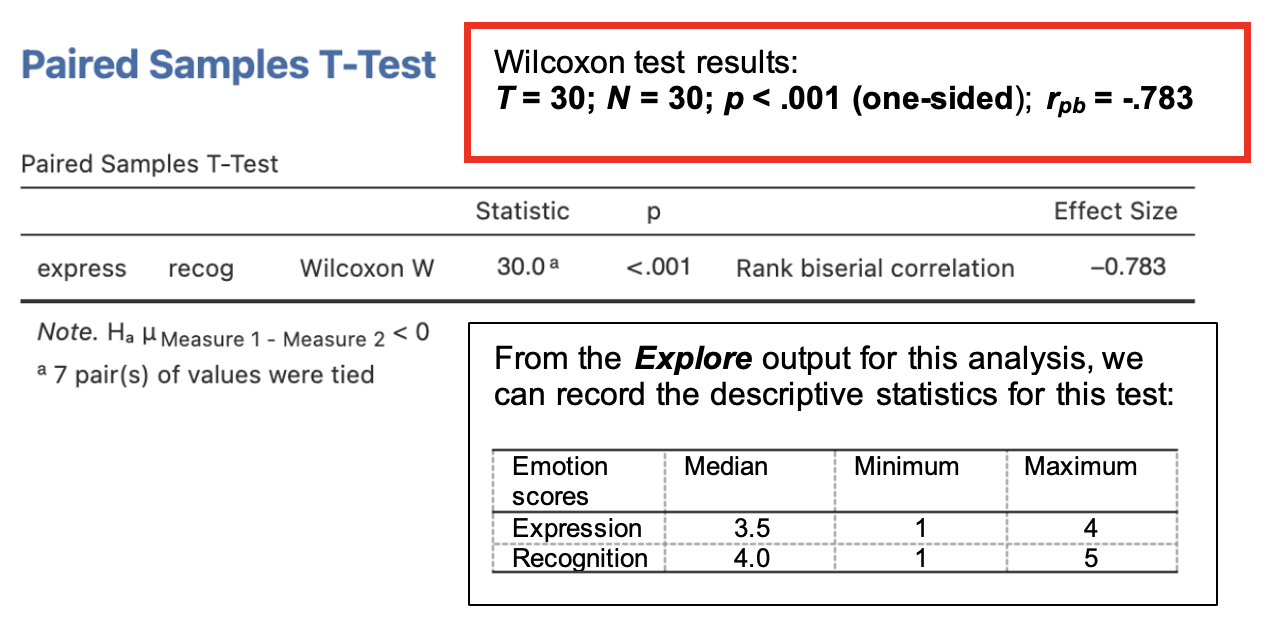 Paired Samples T-Test
Wilcoxon test results:
T = 30; N = 30; p < .001 (one-sided); rpb = -.783
Paired Samples T-Test
Statistic p Effect Size
express recog Wilcoxon W 30.0 ᵃ <.001 Rank biserial correlation −0.783
Note. Hₐ μ Measure 1 - Measure 2 < 0
ᵃ 7 pair(s) of values were tied
From the Explore output for this analysis, we
can record the descriptive statistics for this test:
Emotion Median Minimum Maximum
scores
Expression 3.5 1 4
Recognition 4.0 1 5